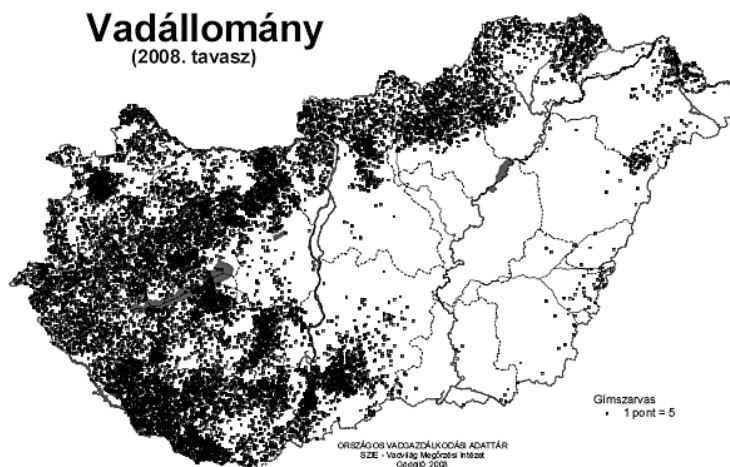 Vadállomány
(2008. tavasz)
Gímszarvas
1 pont = 5
ORSZÁGOS VADGAZDÁLKODÁSI ADATTÁR
SZIE - Vadvilág Megőrzési Intézet
Gödöllő, 2008